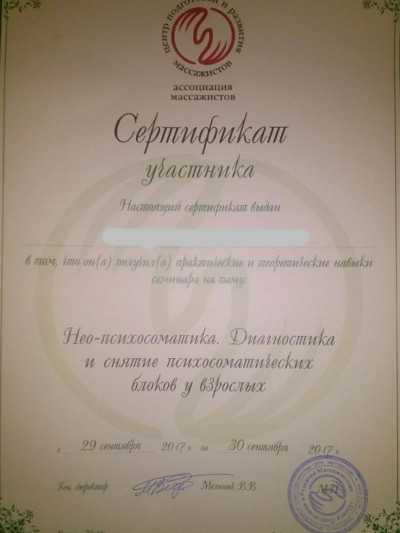 центр подготовки и развития
массажистов
ассоциация
массажистов
Сертификат
участника
Настоящий сертификат выдан
в том, что он(а) получил(а) практические и теоретические навыки
семинара на тему:
Нео-психосоматика. Диагностика
и снятие психосоматических
блоков у взрослых
с 29 сентября 2017 г. по 30 сентября 2017 г.
Ген. директор Мельник В.В. М.П.